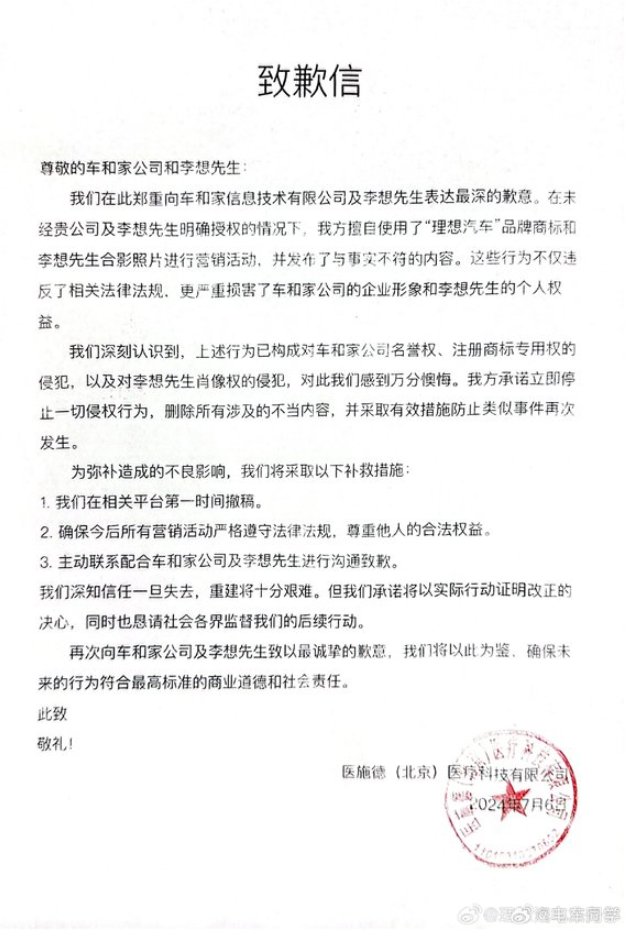 致歉信
尊敬的车和家公司和李想先生：
我们在此郑重向车和家信息技术有限公司及李想先生表达最深的歉意。在未
经贵公司及李想先生明确授权的情况下，我方擅自使用了“理想汽车”品牌商标和
李想先生合影照片进行营销活动，并发布了与事实不符的内容。这些行为不仅违
反了相关法律法规、更严重损害了车和家公司的企业形象和李想先生的个人权
益。
我们深刻认识到，上述行为已构成对车和家公司名誉权、注册商标专用权的
侵犯，以及对李想先生肖像权的侵犯，对此我们感到万分懊悔。我方承诺立即停
止一切侵权行为，删除所有涉及的不当内容，并采取有效措施防止类似事件再次
发生。
为弥补造成的不良影响，我们将采取以下补救措施：
1. 我们在相关平台第一时间撤稿。
2. 确保今后所有营销活动严格遵守法律法规，尊重他人的合法权益。
3. 主动联系配合车和家公司及李想先生进行沟通致歉。
我们深知信任一旦失去，重建将十分艰难。但我们承诺将以实际行动证明改正的
决心，同时也恳请社会各界监督我们的后续行动。
再次向车和家公司及李想先生致以最诚挚的歉意，我们将以此为鉴、确保未
来的行为符合最高标准的商业道德和社会责任。
此致
敬礼！
医施德（北京）医疗科技有限公司
2024年7月6日